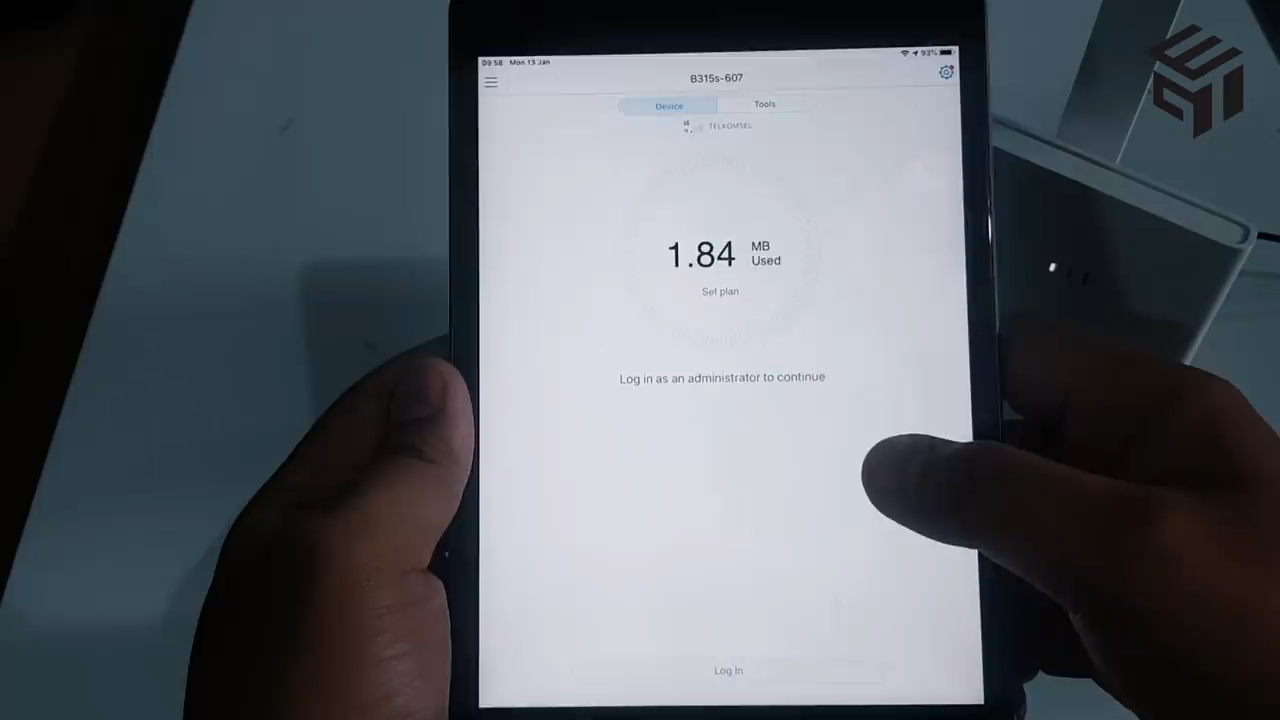 09:58 Mon 13 Jan
93%
B315s-607
Device Tools
TELKOMSEL
1.84 MB
Used
Set plan
Log in as an administrator to continue
Log In